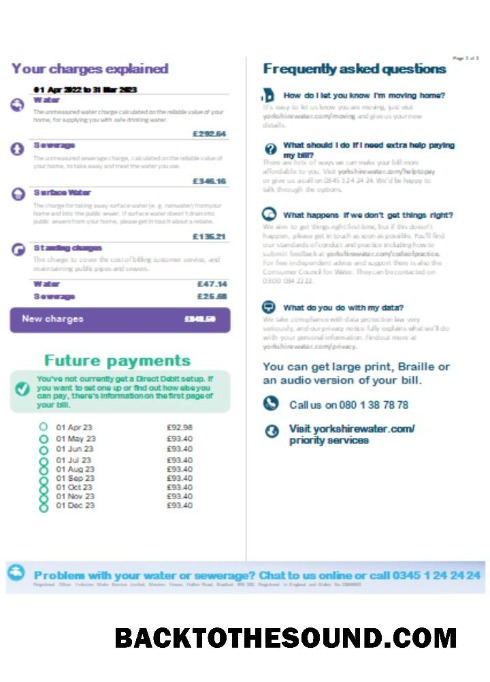 Page 3 of 3
Your charges explained
01 Apr 2022 to 31 Mar 2023
Water
The unmeasured water charge calculated on the reliable value of your
home, for supplying you with safe drinking water.
£292.64
Sewerage
The unmeasured sewerage charge, calculated on the reliable value
of your home, to take away and meet the water you use.
£346.16
Surface Water
The charge for taking away surface water (e.g. rainwater) from your
home and into the public sewer. If surface water doesn't drain into
public sewers from your home, please get in touch about a rebate.
£135.21
Standing charges
The charge to cover the cost of billing customer service, and
maintaining public pipes and sewers.
Water £47.14
Sewerage £25.68
New charges
Future payments
You've not currently get a Direct Debit setup. If
you want to set one up or find out how else you
can pay, there's information on the first page of
your bill.
01 Apr 23 £92.98
01 May 23 £93.40
01 Jun 23 £93.40
01 Jul 23 £93.40
01 Aug 23 £93.40
01 Sep 23 £93.40
01 Oct 23 £93.40
01 Nov 23 £93.40
01 Dec 23 £93.40
Frequently asked questions
How do I let you know I'm moving home?
It's easy to let us know you are moving, just visit
yorkshirewater.com/moving and give us your new
details.
What should I do if I need extra help paying
my bill?
There are lots of ways we can make your bill more
affordable to you. Visit yorkshirewater.com/helptopay
or give us a call on 0345 1 24 24 24. We'd be happy to
talk through the options.
What happens if we don't get things right?
We aim to get things right first time, but if this doesn't
happen, please get in touch as soon as possible. You'll find
our standards of conduct and practice including how to
submit feedback at yorkshirewater.com/codeofpractice.
For free independent advice and support there is also the
Consumer Council for Water. They can be contacted on
0300 034 2222.
What do you do with my data?
We take compliance with data protection law very
seriously, and our privacy notice fully explains what we'll do
with your personal information. Find out more at
yorkshirewater.com/privacy.
You can get large print, Braille or
an audio version of your bill.
Call us on 080 1 38 78 78
Visit yorkshirewater.com/
priority services
Problem with your water or sewerage? Chat to us online or call 0345 1 24 24 24
BACKTOTHESOUND.COM